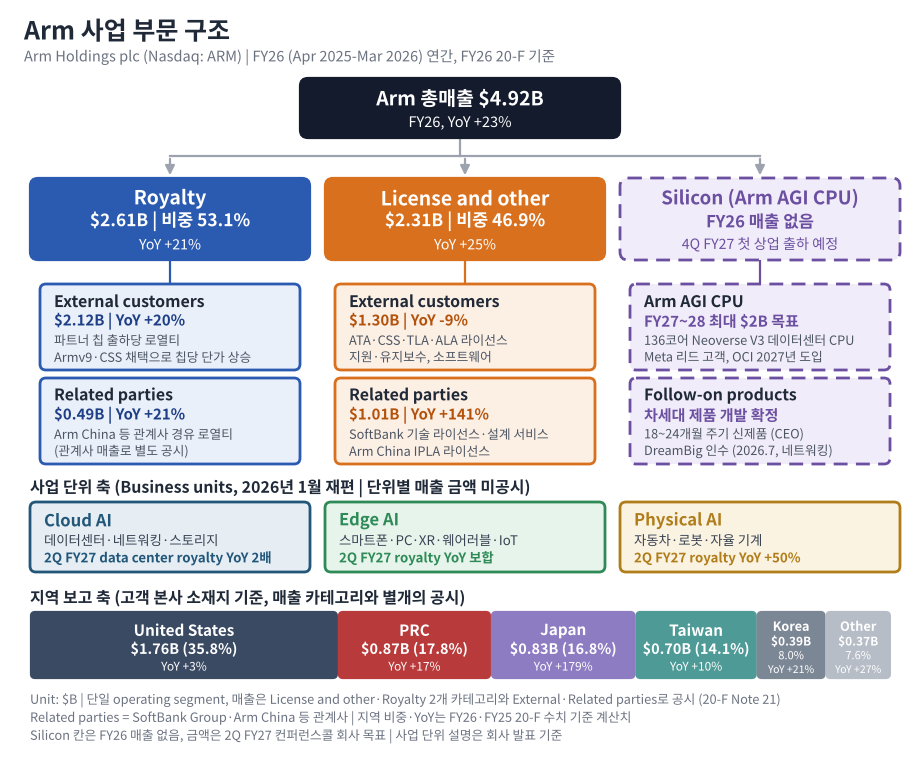 Arm 사업 부문 구조
Arm Holdings plc (Nasdaq: ARM) | FY26 (Apr 2025-Mar 2026) 연간, FY26 20-F 기준
Arm 총매출 $4.92B
FY26, YoY +23%
Royalty
$2.61B | 비중 53.1%
YoY +21%
License and other
$2.31B | 비중 46.9%
YoY +25%
Silicon (Arm AGI CPU)
FY26 매출 없음
4Q FY27 첫 상업 출하 예정
External customers
$2.12B | YoY +20%
파트너 칩 출하당 로열티
Armv9·CSS 채택으로 칩당 단가 상승
External customers
$1.30B | YoY -9%
ATA·CSS·TLA·ALA 라이선스
지원·유지보수, 소프트웨어
Arm AGI CPU
FY27~28 최대 $2B 목표
136코어 Neoverse V3 데이터센터 CPU
Meta 리드 고객, OCI 2027년 도입
Related parties
$0.49B | YoY +21%
Arm China 등 관계사 경유 로열티
(관계사 매출로 별도 공시)
Related parties
$1.01B | YoY +141%
SoftBank 기술 라이선스·설계 서비스
Arm China IPLA 라이선스
Follow-on products
차세대 제품 개발 확정
18~24개월 주기 신제품 (CEO)
DreamBig 인수 (2026.7, 네트워킹)
사업 단위 축 (Business units, 2026년 1월 재편 | 단위별 매출 금액 미공시)
Cloud AI
데이터센터·네트워킹·스토리지
2Q FY27 data center royalty YoY 2배
Edge AI
스마트폰·PC·XR·웨어러블·IoT
2Q FY27 royalty YoY 보합
Physical AI
자동차·로봇·자율 기계
2Q FY27 royalty YoY +50%
지역 보고 축 (고객 본사 소재지 기준, 매출 카테고리와 별개의 공시)
United States
$1.76B (35.8%)
YoY +3%
PRC
$0.87B (17.8%)
YoY +17%
Japan
$0.83B (16.8%)
YoY +179%
Taiwan
$0.70B (14.1%)
YoY +10%
Korea
$0.39B
8.0%
YoY +21%
Other
$0.37B
7.6%
YoY +27%
Unit: $B | 단일 operating segment, 매출은 License and other·Royalty 2개 카테고리와 External·Related parties로 공시 (20-F Note 21)
Related parties = SoftBank Group·Arm China 등 관계사 | 지역 비중·YoY는 FY26·FY25 20-F 수치 기준 계산치
Silicon 칸은 FY26 매출 없음, 금액은 2Q FY27 컨퍼런스콜 회사 목표 | 사업 단위 설명은 회사 발표 기준